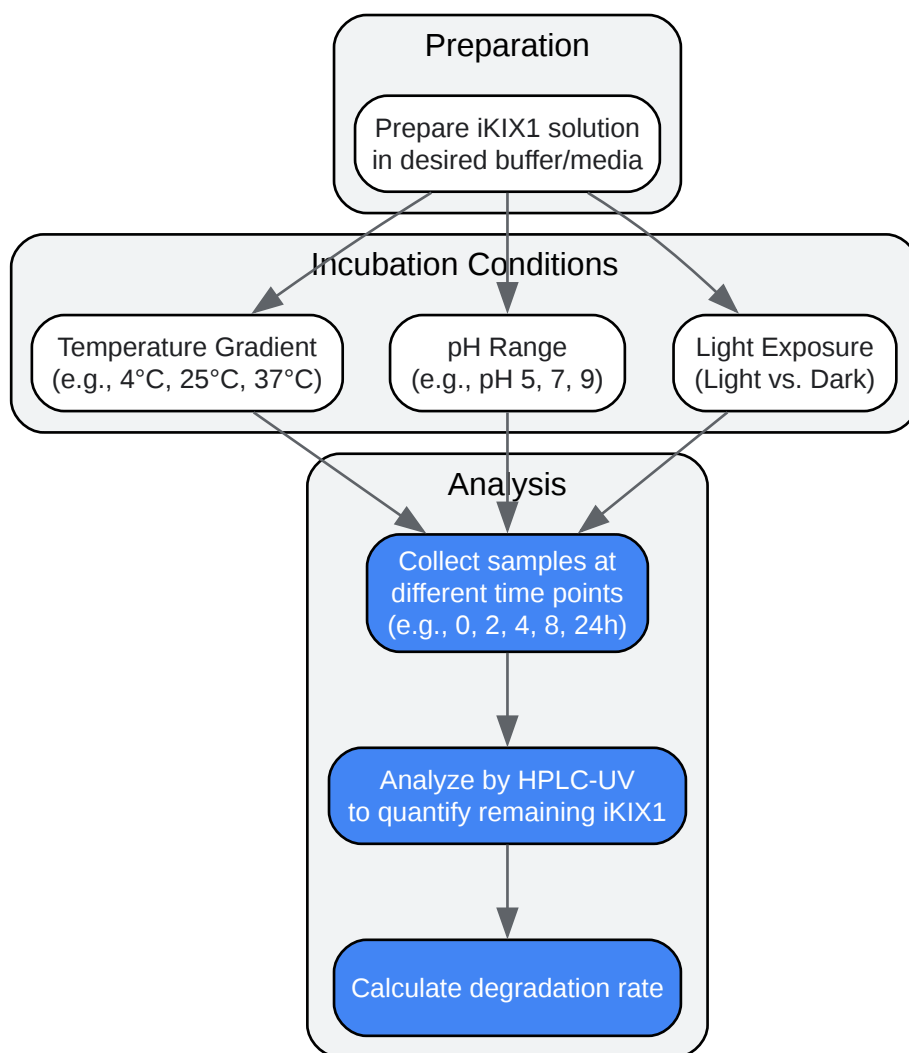 Preparation
Prepare iKIX1 solution
in desired buffer/media
Incubation Conditions
Temperature Gradient
(e.g., 4°C, 25°C, 37°C)
pH Range
(e.g., pH 5, 7, 9)
Light Exposure
(Light vs. Dark)
Analysis
Collect samples at
different time points
(e.g., 0, 2, 4, 8, 24h)
Analyze by HPLC-UV
to quantify remaining iKIX1
Calculate degradation rate